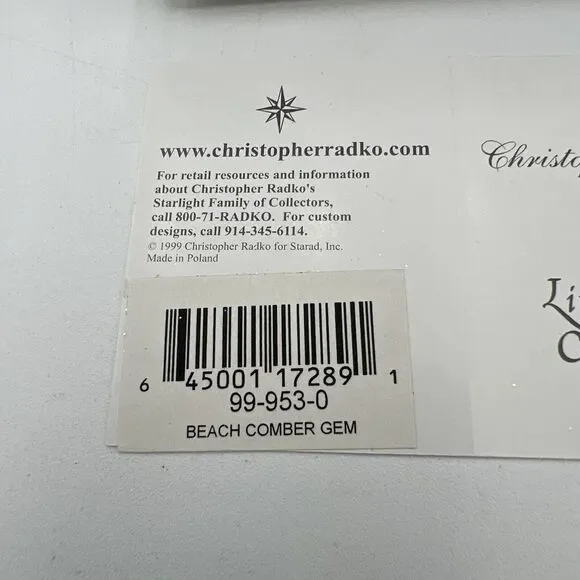 www.christopherradko.com
For retail resources and information
about Christopher Radko's
Starlight Family of Collectors,
call 800-71-RADKO. For custom
designs, call 914-345-6114.
© 1999 Christopher Radko for Starad, Inc.
Made in Poland
6 45001 17289 1
99-953-0
BEACH COMBER GEM